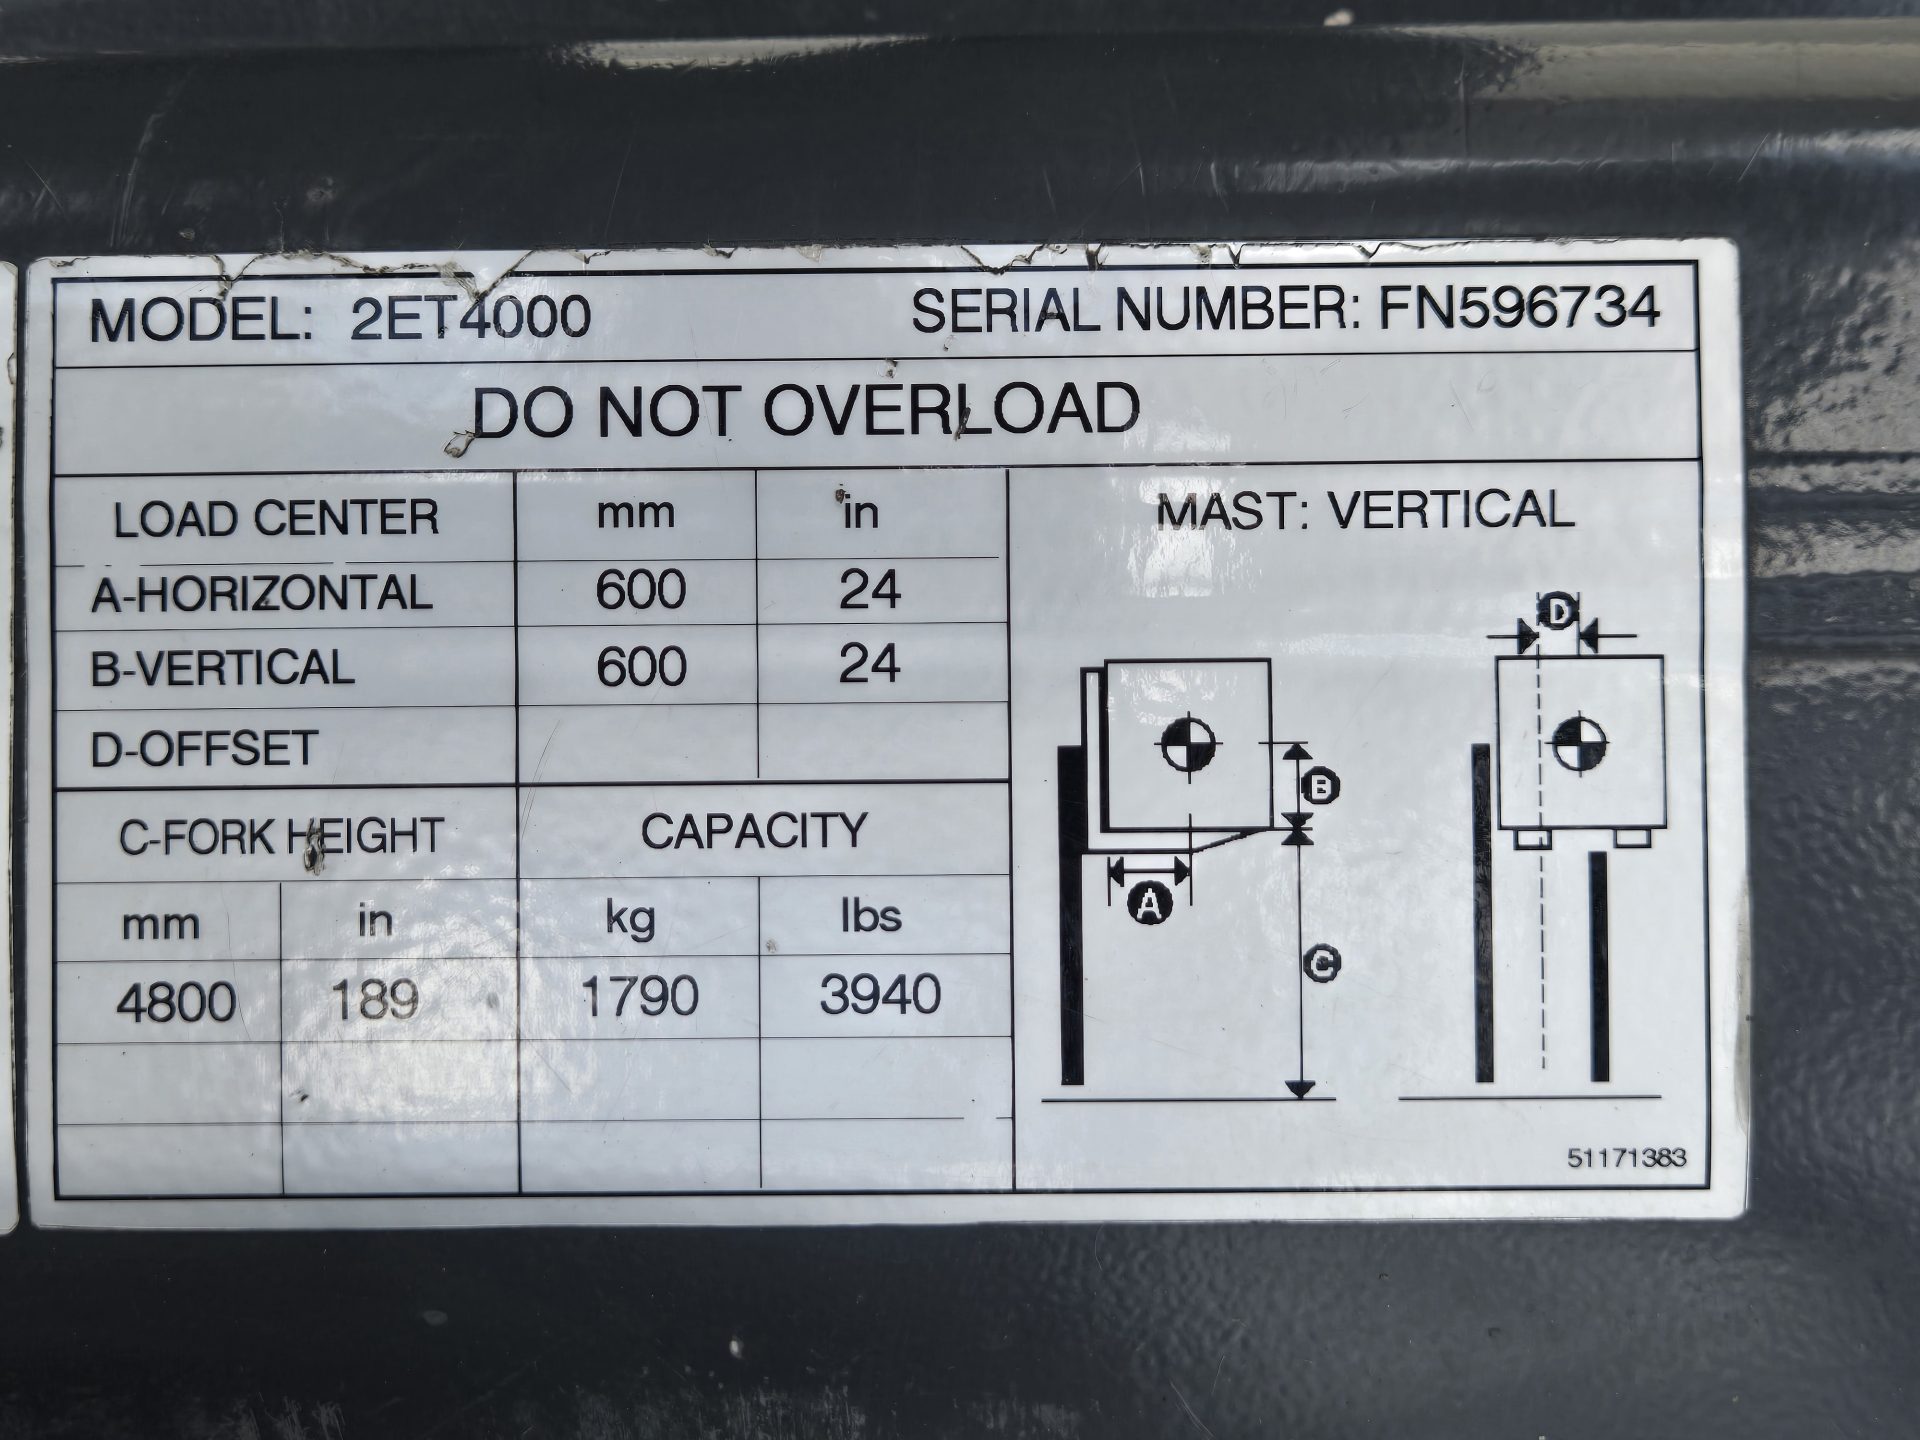 MODEL: 2ET4000 SERIAL NUMBER: FN596734
DO NOT OVERLOAD
LOAD CENTER mm in
A-HORIZONTAL 600 24
B-VERTICAL 600 24
D-OFFSET
C-FORK HEIGHT CAPACITY
mm in kg lbs
4800 189 1790 3940
MAST: VERTICAL
D
B
A
C
51171383